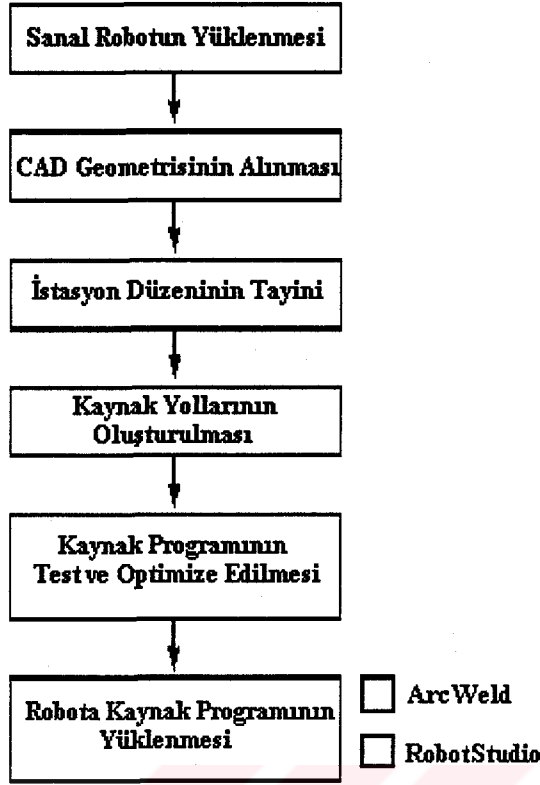 Sanal Robotun Yüklenmesi
CAD Geometrisinin Alınması
İstasyon Düzeninin Tayini
Kaynak Yollarının
Oluşturulması
Kaynak Programının
Test ve Optimize Edilmesi
Robota Kaynak Programının
Yüklenmesi
ArcWeld
RobotStudio